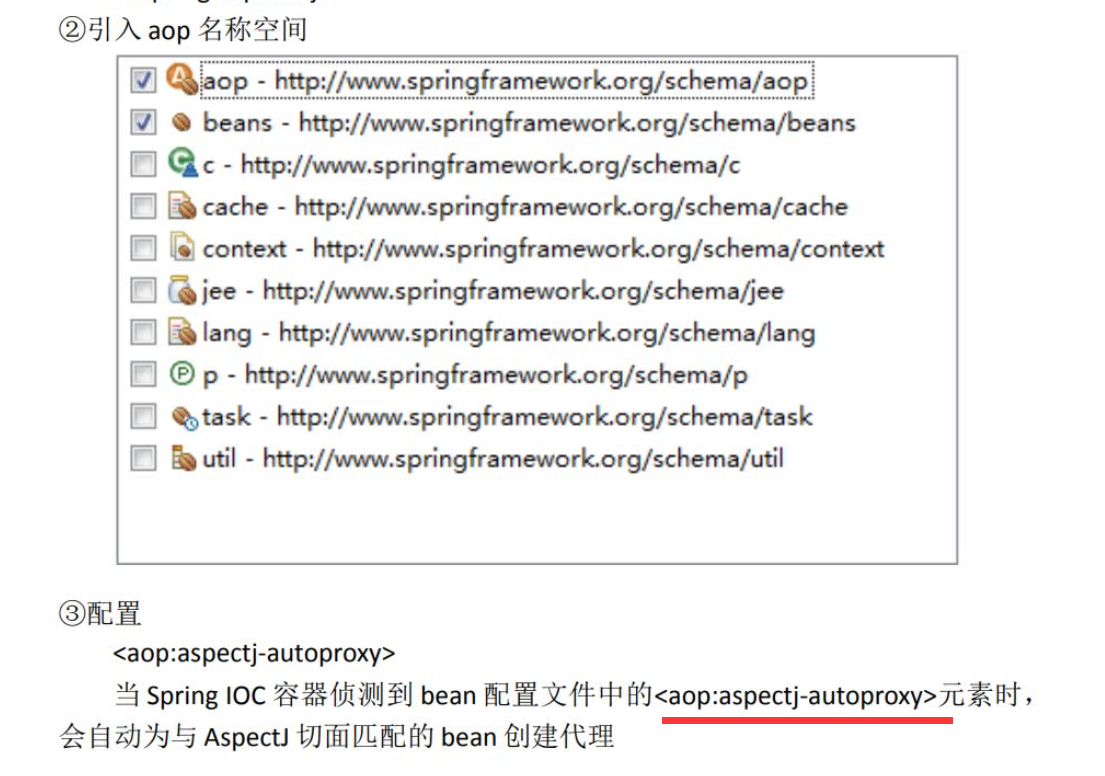 ②引入 aop 名称空间
aop - http://www.springframework.org/schema/aop
beans - http://www.springframework.org/schema/beans
c - http://www.springframework.org/schema/c
cache - http://www.springframework.org/schema/cache
context - http://www.springframework.org/schema/context
jee - http://www.springframework.org/schema/jee
lang - http://www.springframework.org/schema/lang
p - http://www.springframework.org/schema/p
task - http://www.springframework.org/schema/task
util - http://www.springframework.org/schema/util
③配置
<aop:aspectj-autoproxy>
当 Spring IOC 容器侦测到 bean 配置文件中的<aop:aspectj-autoproxy>元素时，
会自动为与 AspectJ 切面匹配的 bean 创建代理